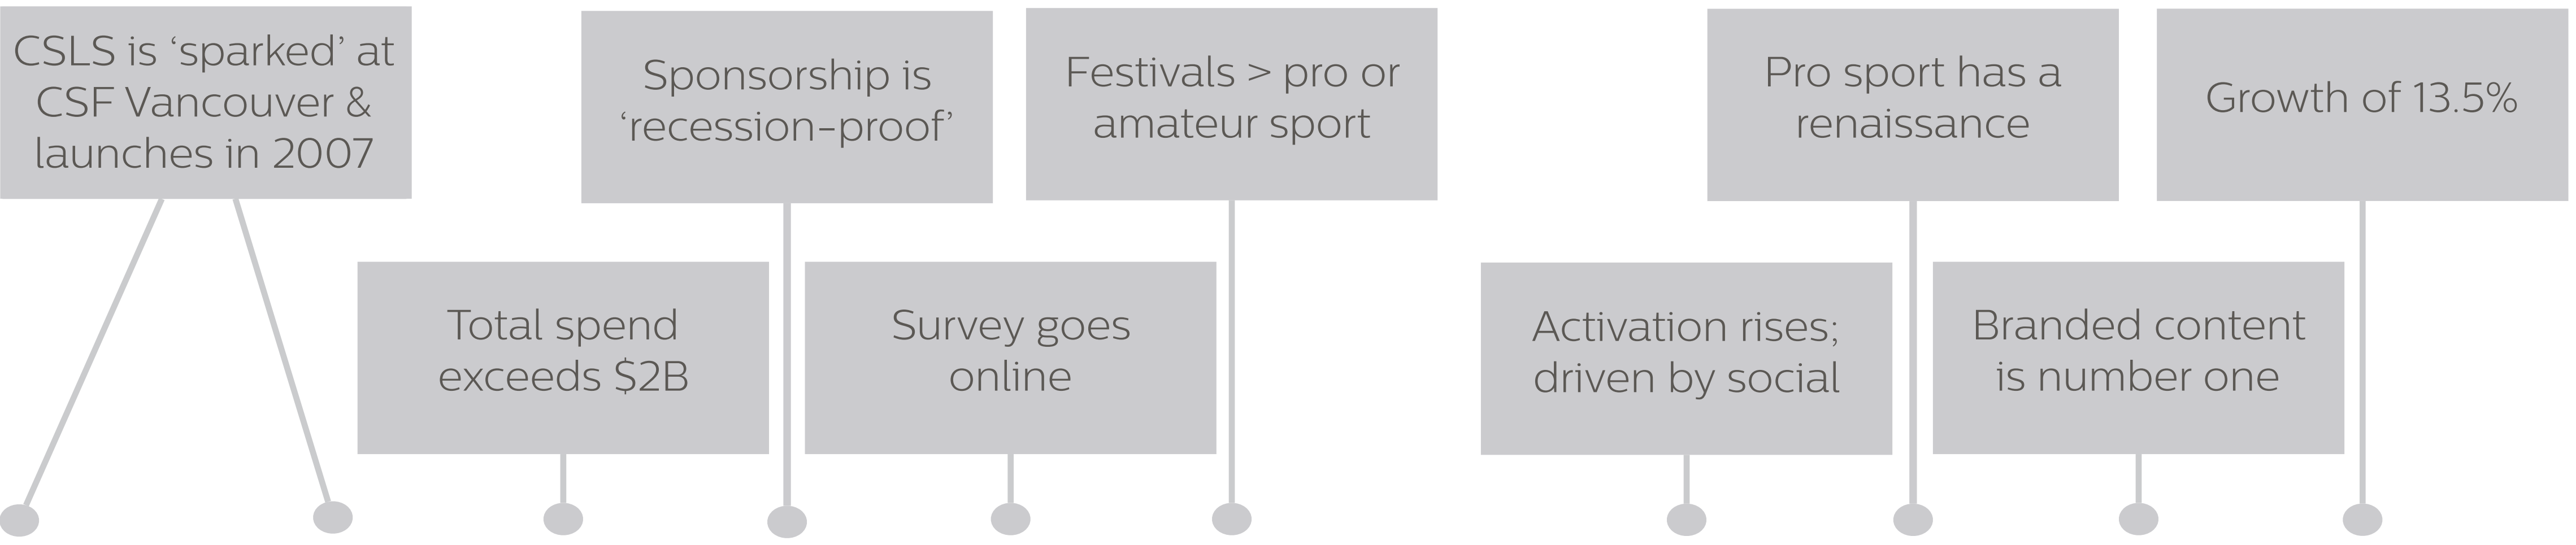 CSLS is ‘sparked’ at
CSF Vancouver &
launches in 2007
Total spend
exceeds $2B
Sponsorship is
‘recession-proof’
Survey goes
online
Festivals > pro or
amateur sport
Activation rises;
driven by social
Pro sport has a
renaissance
Branded content
is number one
Growth of 13.5%